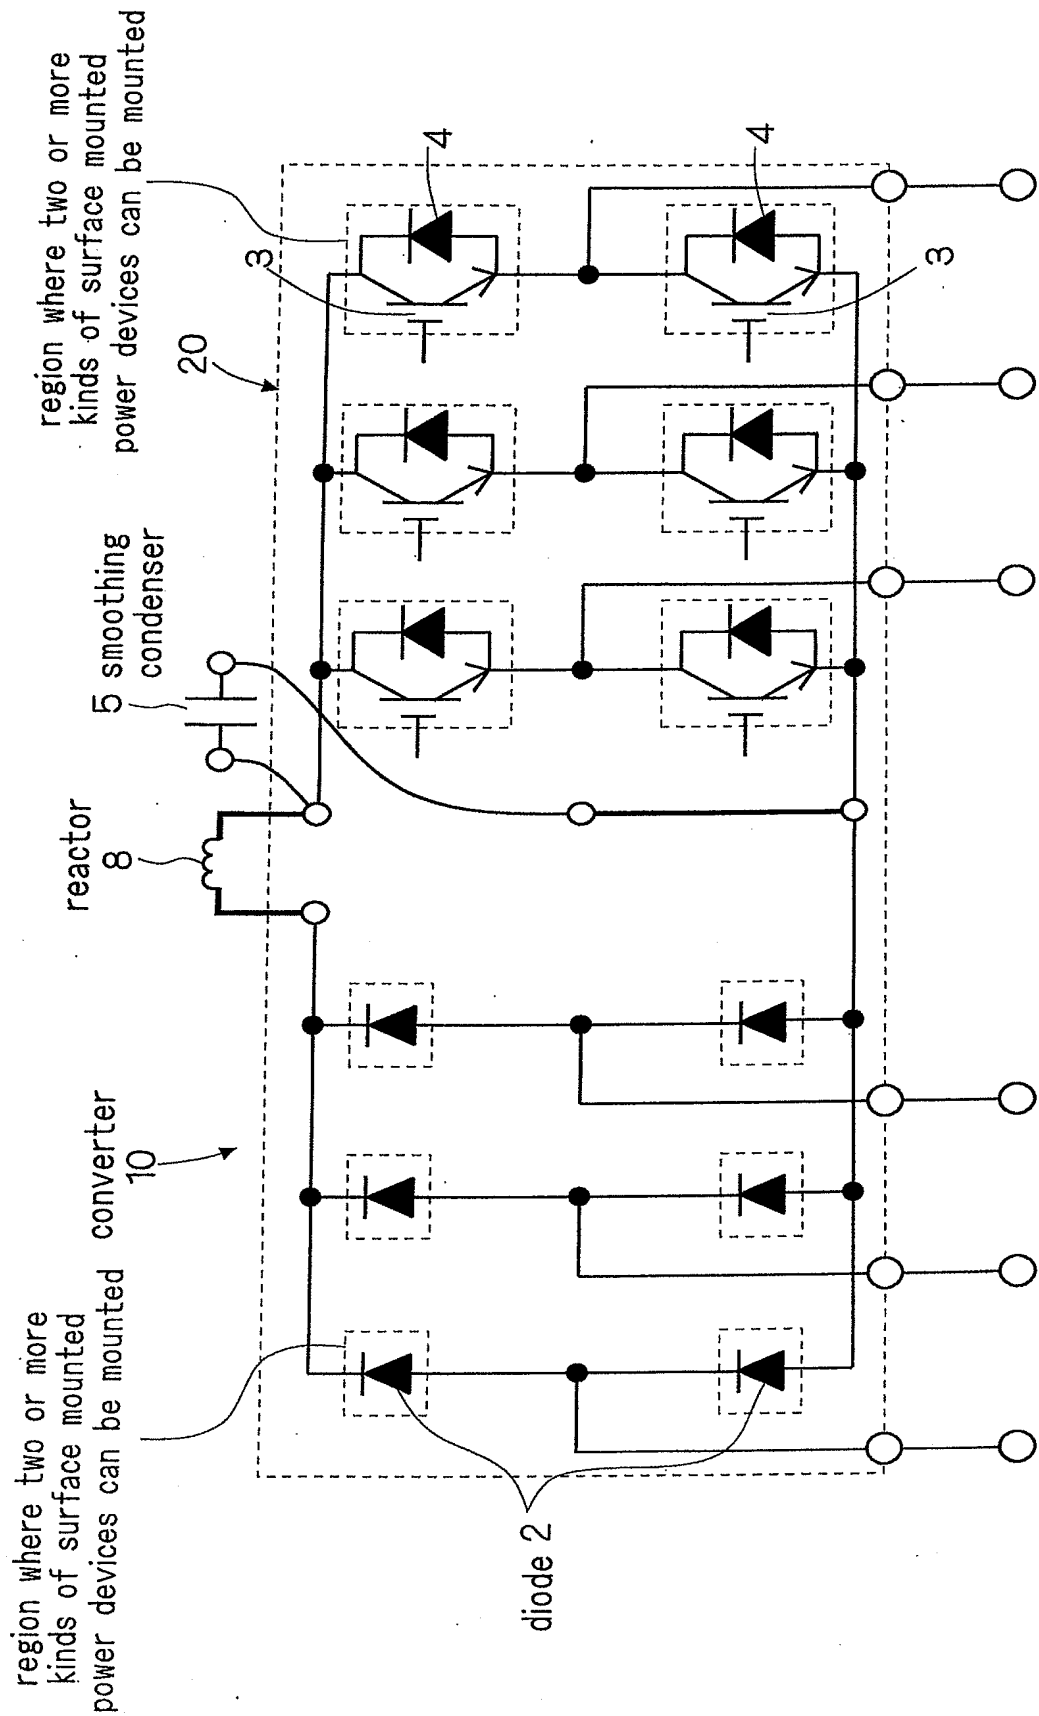 region where two or more
kinds of surface mounted
power devices can be mounted
converter
10
reactor
8
5 smoothing
condenser
20
region where two or more
kinds of surface mounted
power devices can be mounted
3
4
4
3
diode 2